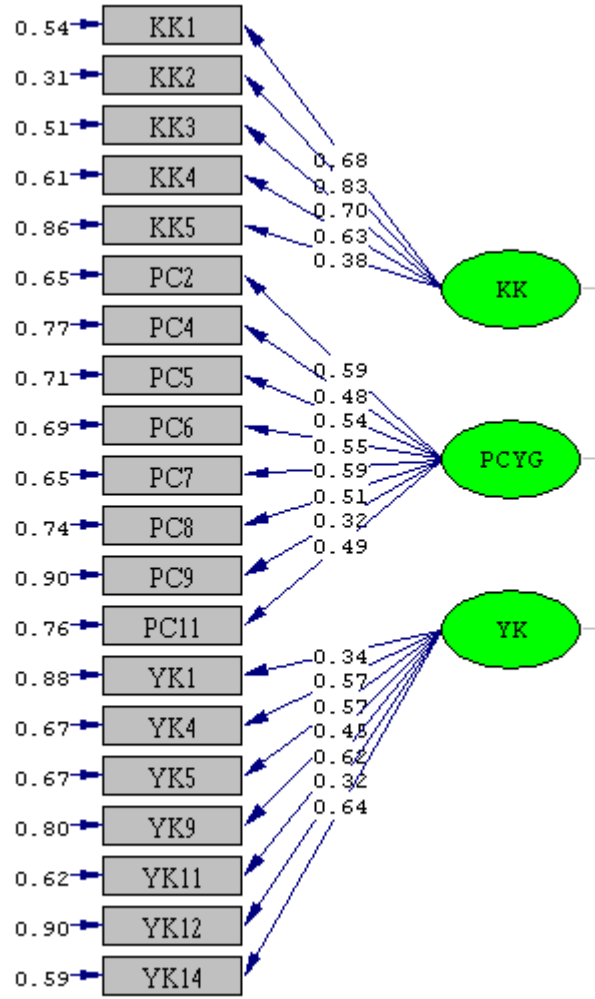 0.54 KK1
0.31 KK2
0.51 KK3
0.61 KK4
0.86 KK5
0.68
0.83
0.70
0.63
0.38
KK
0.65 PC2
0.77 PC4
0.71 PC5
0.69 PC6
0.65 PC7
0.74 PC8
0.90 PC9
0.76 PC11
0.59
0.48
0.54
0.55
0.59
0.51
0.32
0.49
PCYG
0.88 YK1
0.67 YK4
0.67 YK5
0.80 YK9
0.62 YK11
0.90 YK12
0.59 YK14
0.34
0.57
0.57
0.45
0.62
0.32
0.64
YK